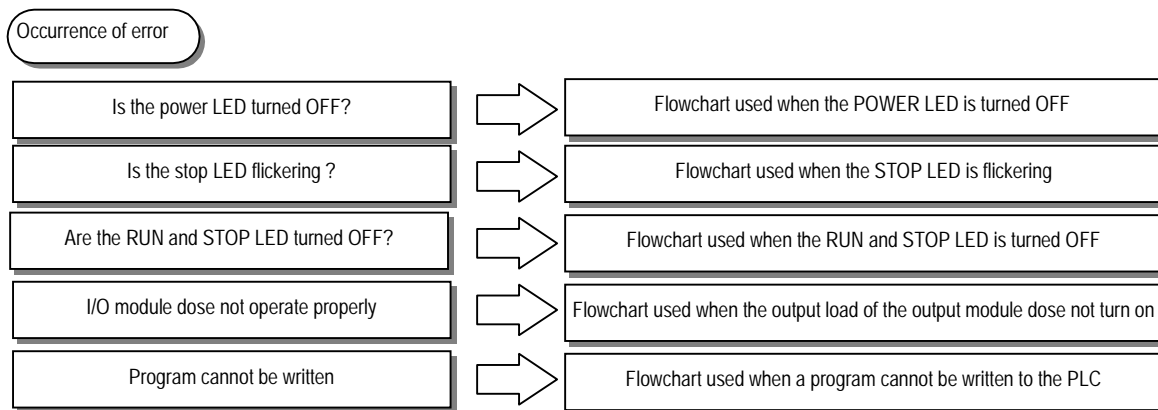 Occurrence of error
Is the power LED turned OFF?
Flowchart used when the POWER LED is turned OFF
Is the stop LED flickering ?
Flowchart used when the STOP LED is flickering
Are the RUN and STOP LED turned OFF?
Flowchart used when the RUN and STOP LED is turned OFF
I/O module dose not operate properly
Flowchart used when the output load of the output module dose not turn on
Program cannot be written
Flowchart used when a program cannot be written to the PLC